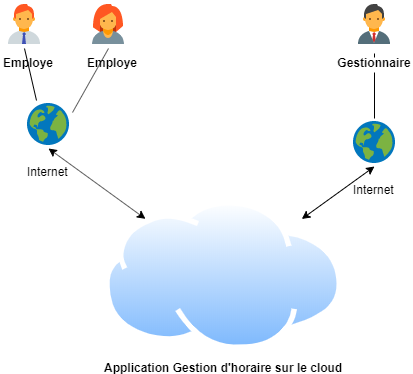 Employe
Employe
Gestionnaire
Internet
Internet
Application Gestion d'horaire sur le cloud